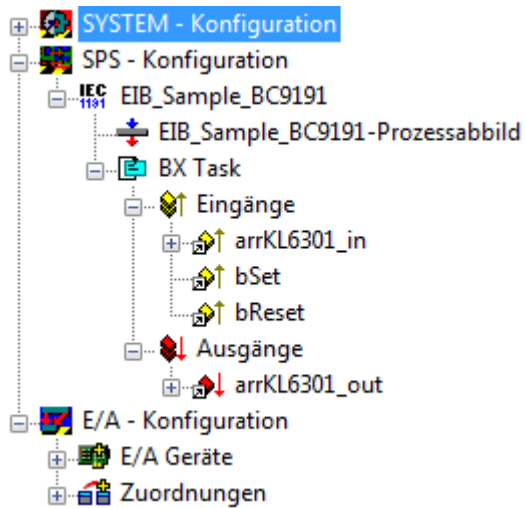 SYSTEM - Konfiguration
SPS - Konfiguration
IEC 1131 EIB_Sample_BC9191
EIB_Sample_BC9191-Prozessabbild
BX Task
Eingänge
arrKL6301_in
bSet
bReset
Ausgänge
arrKL6301_out
E/A - Konfiguration
E/A Geräte
Zuordnungen